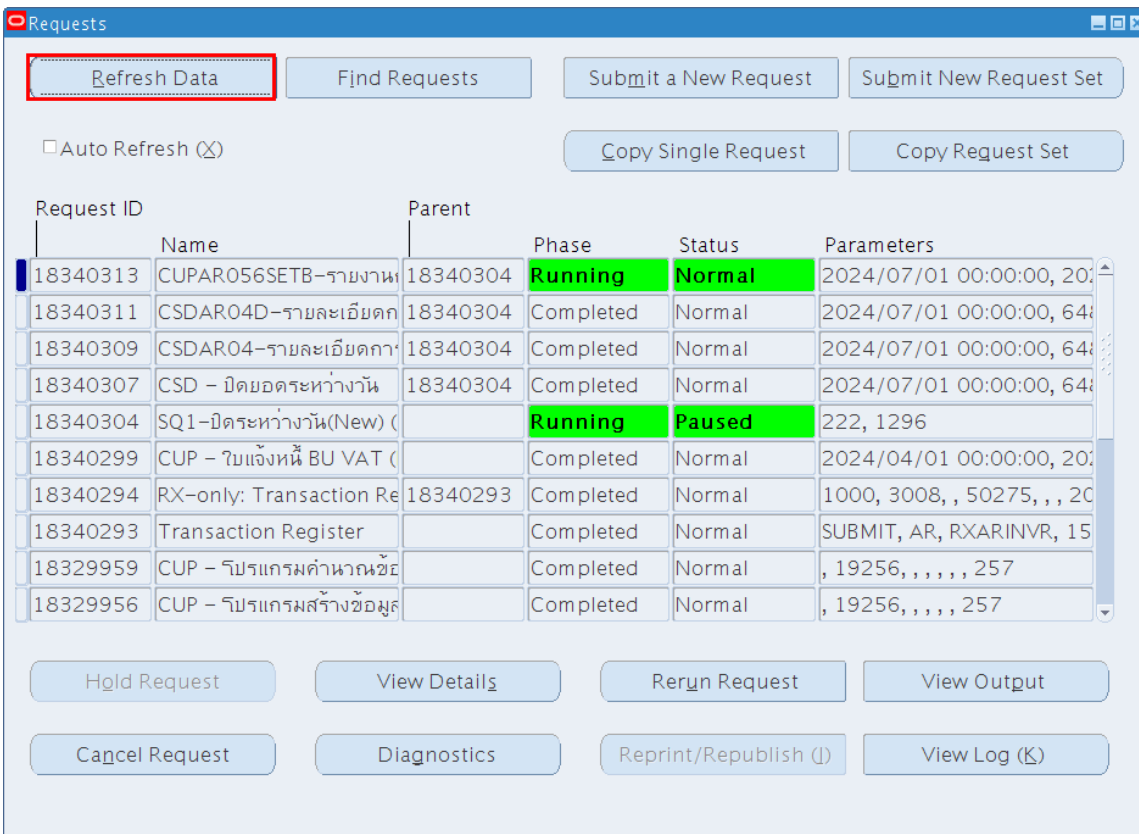 Requests
Refresh Data Find Requests Submit a New Request Submit New Request Set
Auto Refresh (X) Copy Single Request Copy Request Set
Request ID Parent
Name Phase Status Parameters
18340313 CUPAR056SETB-รายงาน 18340304 Running Normal 2024/07/01 00:00:00, 202
18340311 CSDAR04D-รายละเอียดก 18340304 Completed Normal 2024/07/01 00:00:00, 648
18340309 CSDAR04-รายละเอียดกา 18340304 Completed Normal 2024/07/01 00:00:00, 648
18340307 CSD - ปิดยอดระหว่างวัน 18340304 Completed Normal 2024/07/01 00:00:00, 648
18340304 SQ1-ปิดระหว่างวัน(New) ( Running Paused 222, 1296
18340299 CUP - ใบแจ้งหนี้ BU VAT ( Completed Normal 2024/04/01 00:00:00, 202
18340294 RX-only: Transaction Re 18340293 Completed Normal 1000, 3008, , 50275, , , 20
18340293 Transaction Register Completed Normal SUBMIT, AR, RXARINVR, 15
18329959 CUP - โปรแกรมคำนวณข้อ Completed Normal , 19256, , , , , , 257
18329956 CUP - โปรแกรมสร้างข้อมูล Completed Normal , 19256, , , , , 257
Hold Request View Details Rerun Request View Output
Cancel Request Diagnostics Reprint/Republish (J) View Log (K)